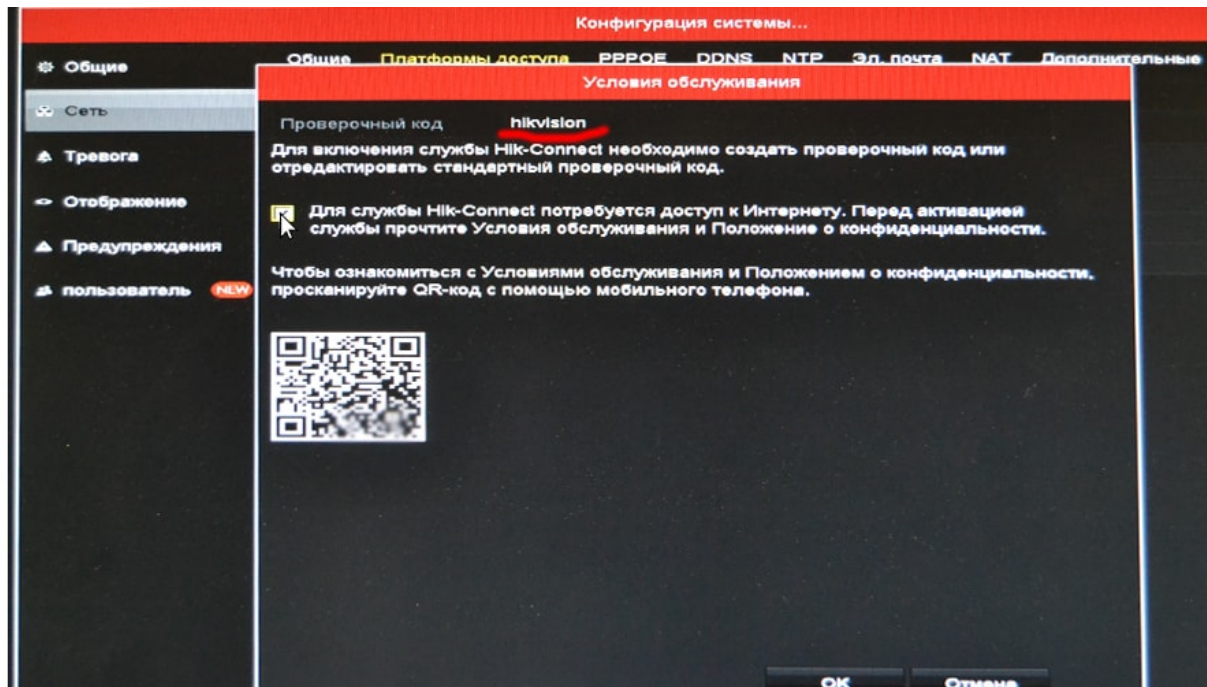 Конфигурация системы...
Общие
Общие Платформы доступа PPPOE DDNS NTP Эл. почта NAT Дополнительные
Условия обслуживания
Сеть
Проверочный код hikvision
Для включения службы Hik-Connect необходимо создать проверочный код или
отредактировать стандартный проверочный код.
Тревога
Отображение
Для службы Hik-Connect потребуется доступ к Интернету. Перед активацией
службы прочтите Условия обслуживания и Положение о конфиденциальности.
Предупреждения
Чтобы ознакомиться с Условиями обслуживания и Положением о конфиденциальности,
просканируйте QR-код с помощью мобильного телефона.
пользователь NEW
OK Отмена